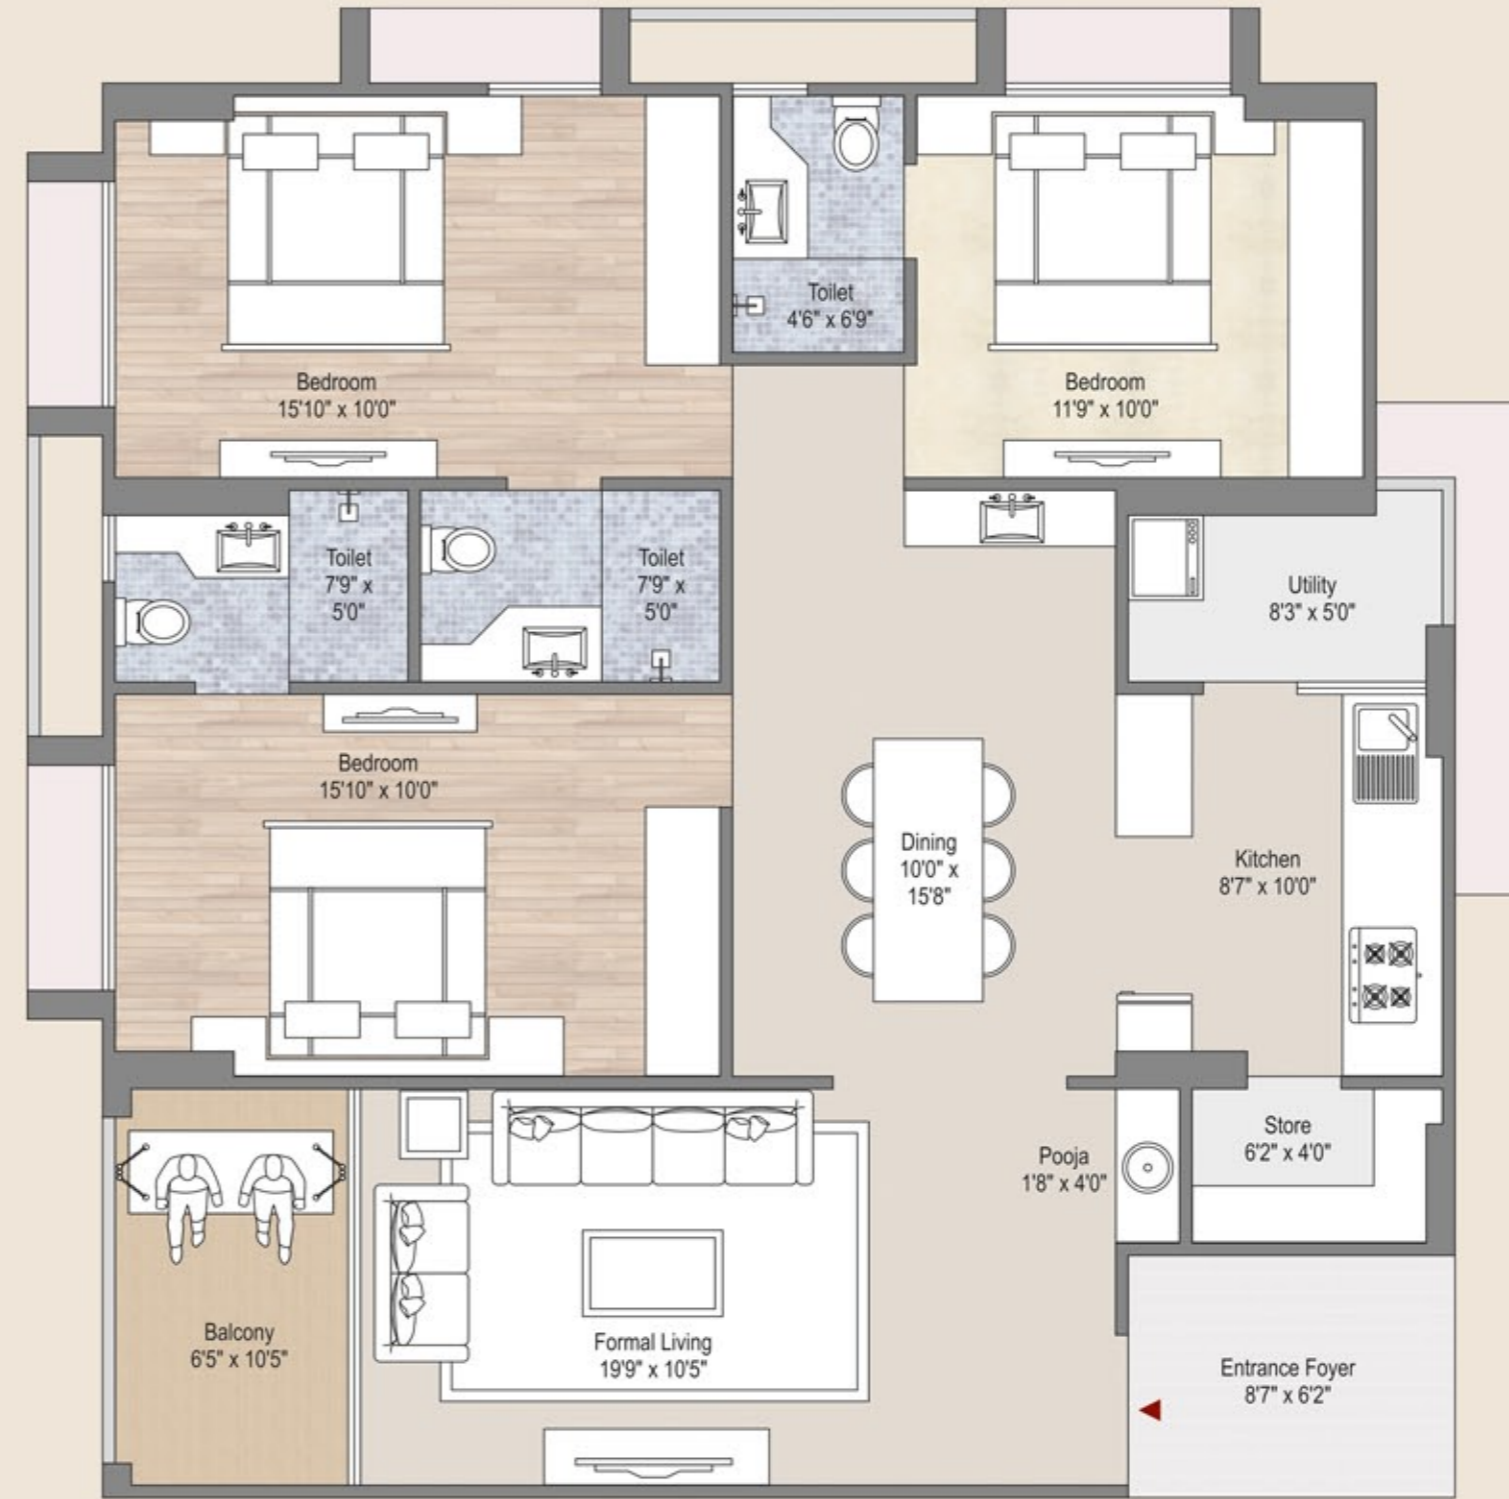 Toilet
4'6" x 6'9"
Bedroom
15'10" x 10'0"
Bedroom
11'9" x 10'0"
Toilet
7'9" x
5'0"
Toilet
7'9" x
5'0"
Utility
8'3" x 5'0"
Bedroom
15'10" x 10'0"
Dining
10'0" x
15'8"
Kitchen
8'7" x 10'0"
Store
6'2" x 4'0"
Pooja
1'8" x 4'0"
Balcony
6'5" x 10'5"
Formal Living
19'9" x 10'5"
Entrance Foyer
8'7" x 6'2"